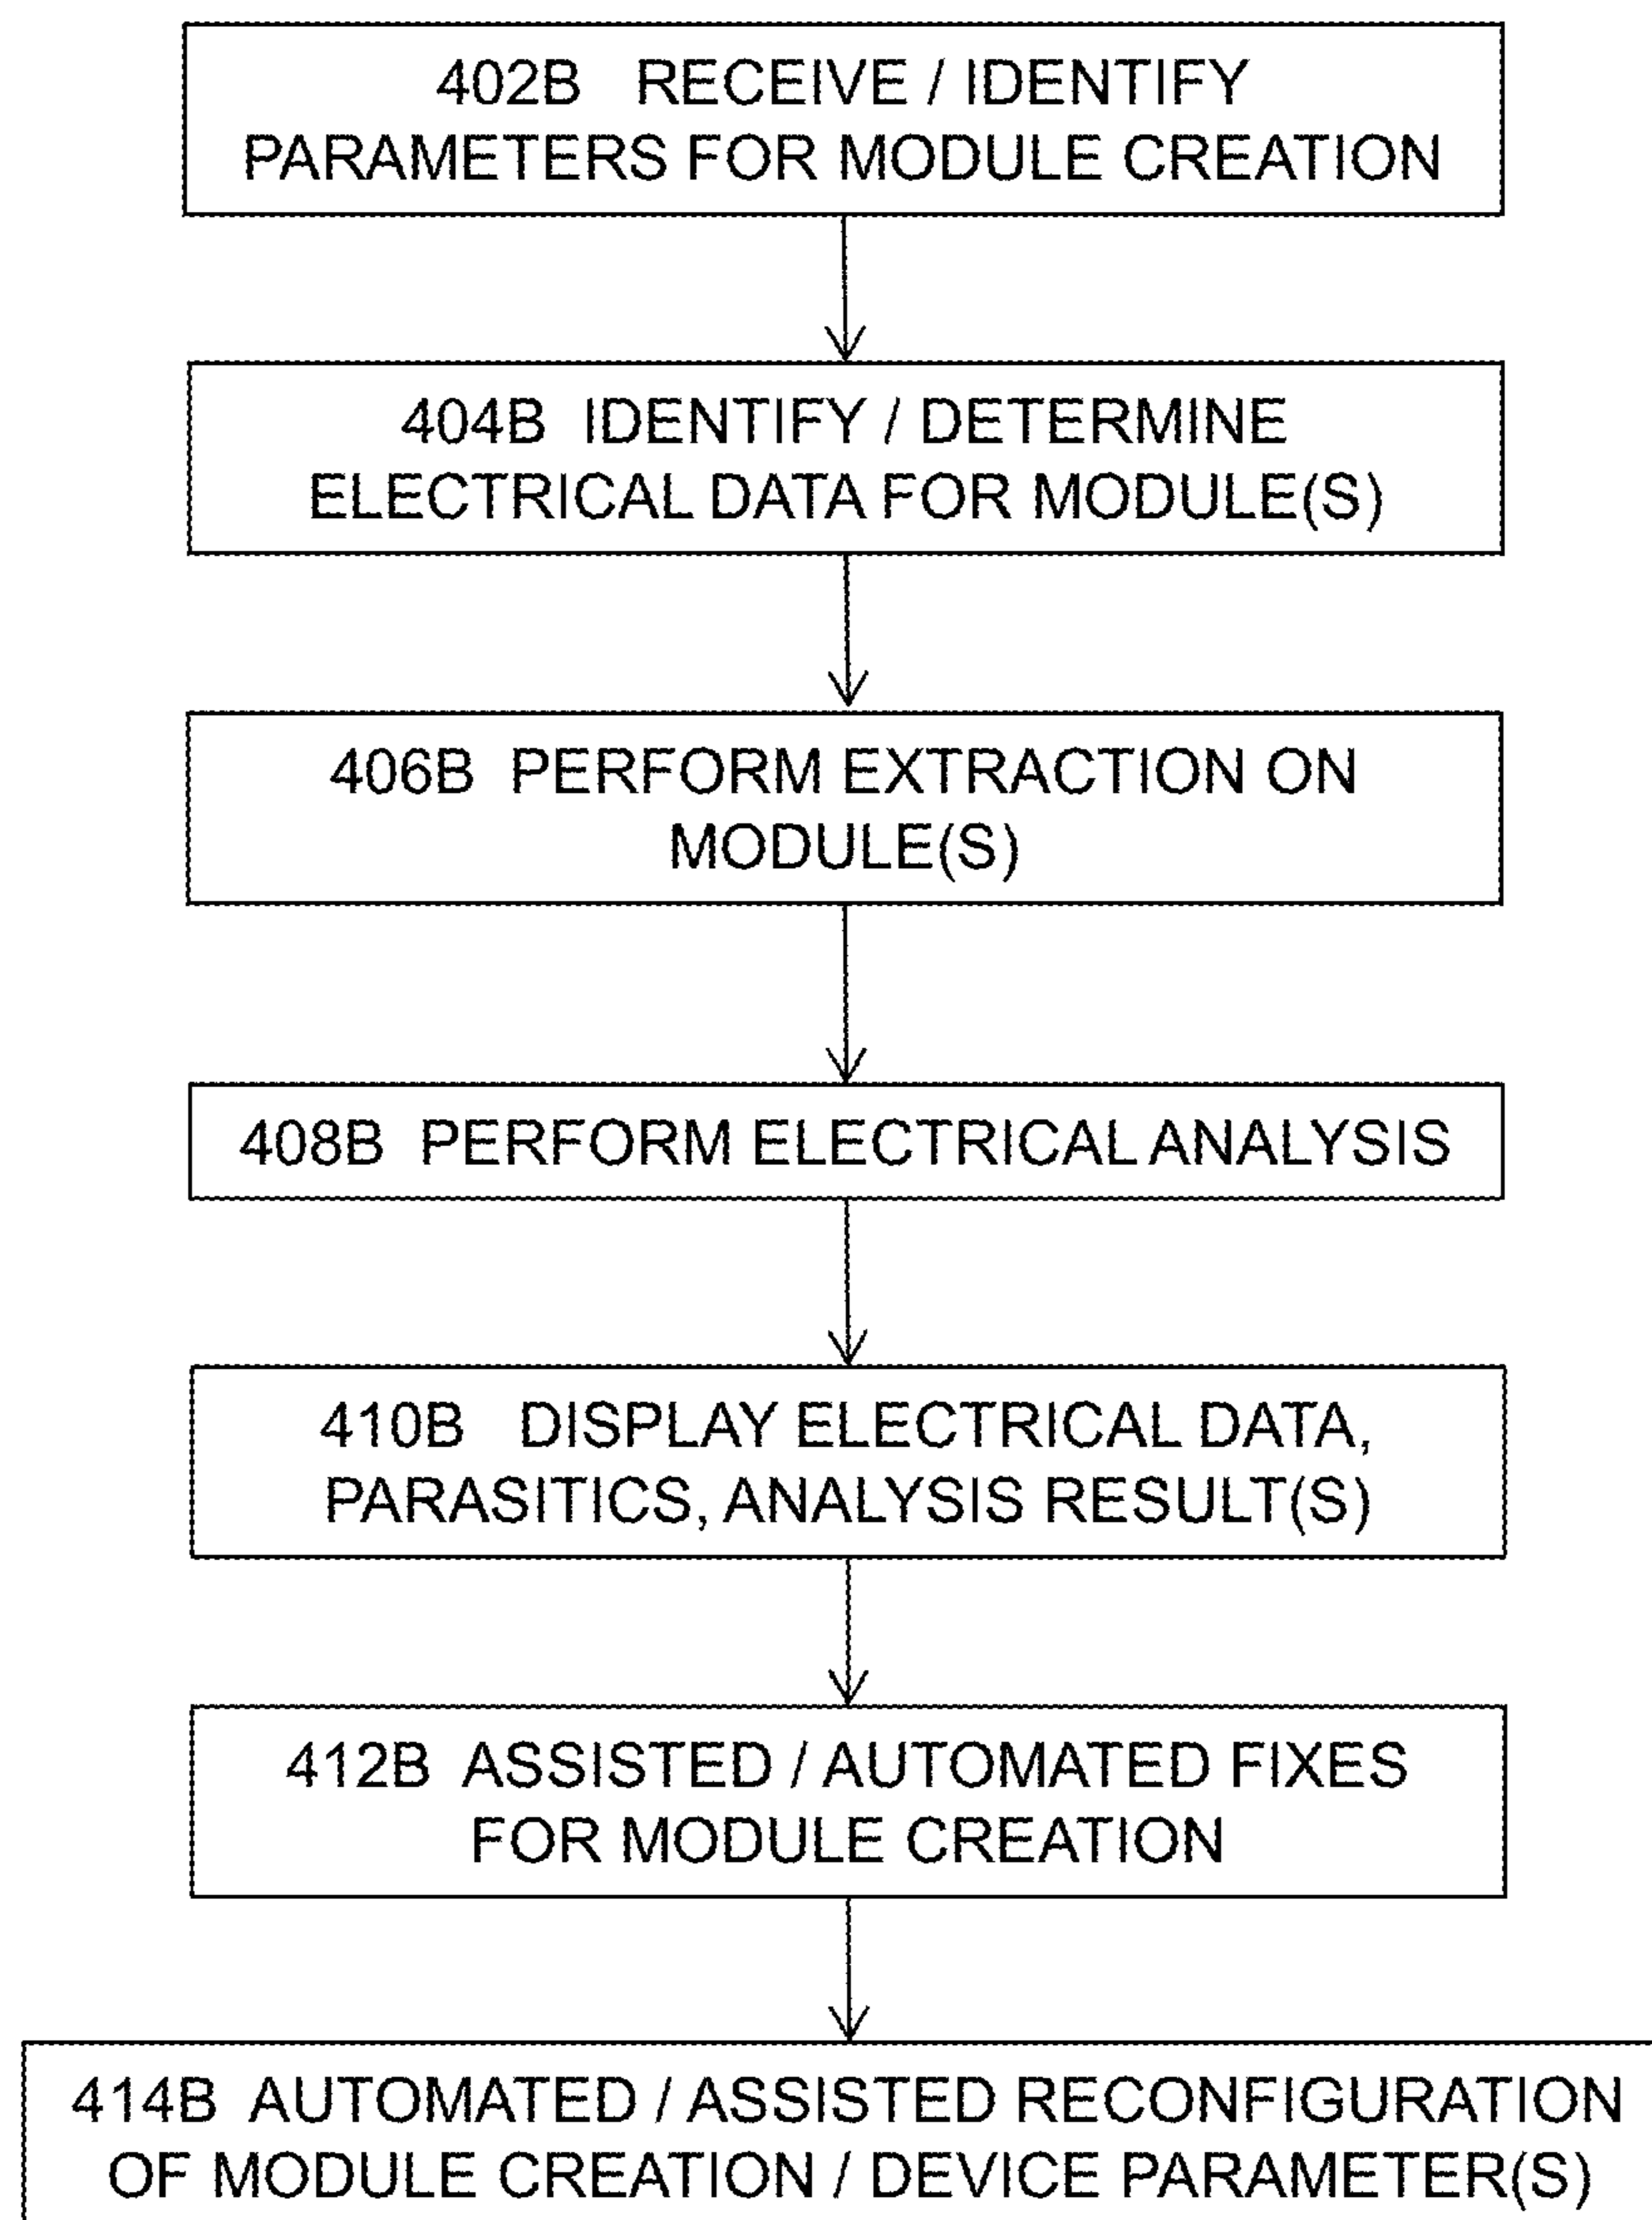 402B RECEIVE / IDENTIFY
PARAMETERS FOR MODULE CREATION
404B IDENTIFY / DETERMINE
ELECTRICAL DATA FOR MODULE(S)
406B PERFORM EXTRACTION ON
MODULE(S)
408B PERFORM ELECTRICAL ANALYSIS
410B DISPLAY ELECTRICAL DATA,
PARASITICS, ANALYSIS RESULT(S)
412B ASSISTED / AUTOMATED FIXES
FOR MODULE CREATION
414B AUTOMATED / ASSISTED RECONFIGURATION
OF MODULE CREATION / DEVICE PARAMETER(S)